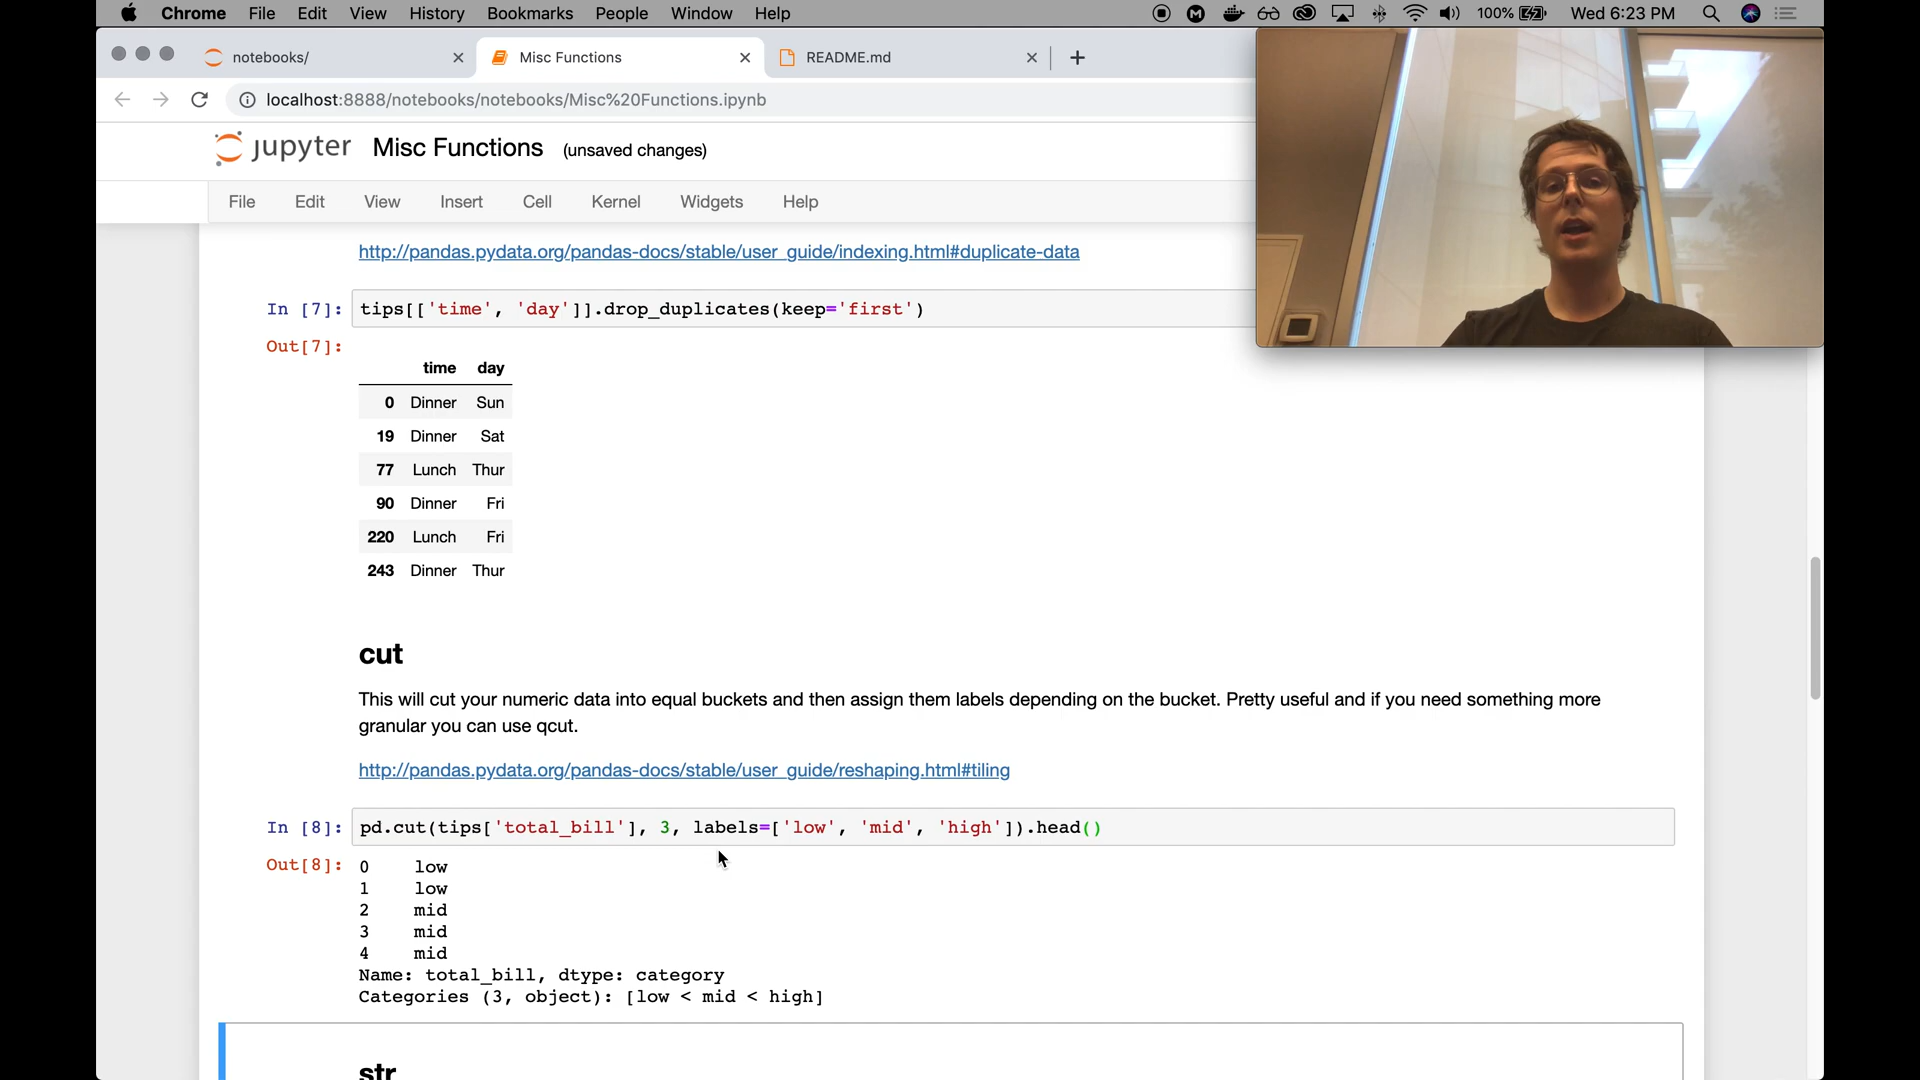 Chrome File Edit View History Bookmarks People Window Help 100% Wed 6:23 PM
notebooks/ Misc Functions README.md
localhost:8888/notebooks/notebooks/Misc%20Functions.ipynb
jupyter Misc Functions (unsaved changes)
File Edit View Insert Cell Kernel Widgets Help
http://pandas.pydata.org/pandas-docs/stable/user_guide/indexing.html#duplicate-data
In [7]: tips[['time', 'day']].drop_duplicates(keep='first')
Out[7]:
time day
0 Dinner Sun
19 Dinner Sat
77 Lunch Thur
90 Dinner Fri
220 Lunch Fri
243 Dinner Thur
cut
This will cut your numeric data into equal buckets and then assign them labels depending on the bucket. Pretty useful and if you need something more
granular you can use qcut.
http://pandas.pydata.org/pandas-docs/stable/user_guide/reshaping.html#tiling
In [8]: pd.cut(tips['total_bill'], 3, labels=['low', 'mid', 'high']).head()
Out[8]: 0 low
1 low
2 mid
3 mid
4 mid
Name: total_bill, dtype: category
Categories (3, object): [low < mid < high]
str